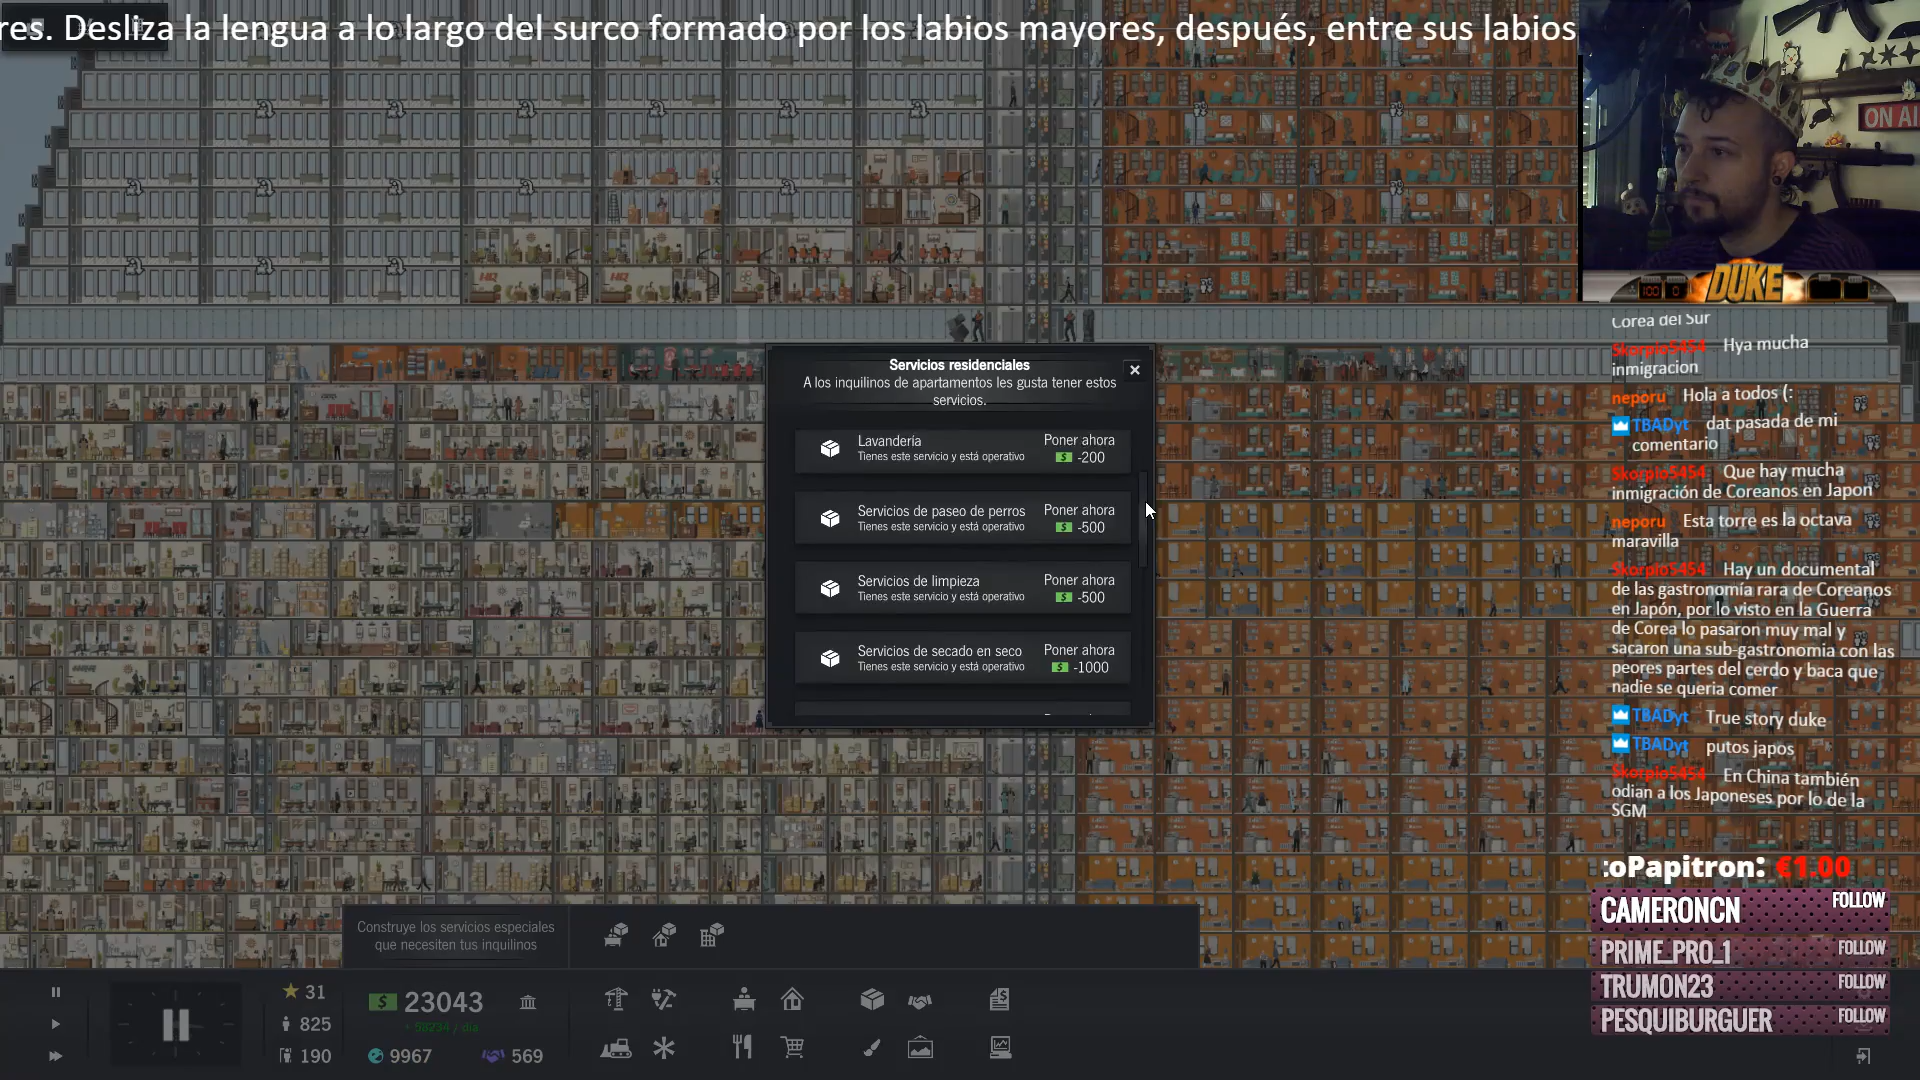 res. Desliza la lengua a lo largo del surco formado por los labios mayores, después, entre sus labios
ON AI
DUKE
Servicios residenciales
A los inquilinos de apartamentos les gusta tener estos
servicios.
Lavandería
Tienes este servicio y está operativo
Poner ahora
$ -200
Servicios de paseo de perros
Tienes este servicio y está operativo
Poner ahora
$ -500
Servicios de limpieza
Tienes este servicio y está operativo
Poner ahora
$ -500
Servicios de secado en seco
Tienes este servicio y está operativo
Poner ahora
$ -1000
Corea del Sur
Skorpio5454 Hya mucha
inmigracion
neporu Hola a todos (:
TBADyt dat pasada de mi
comentario
Skorpio5454 Que hay mucha
inmigración de Coreanos en Japon
neporu Esta torre es la octava
maravilla
Skorpio5454 Hay un documental
de las gastronomía rara de Coreanos
en Japón, por lo visto en la Guerra
de Corea lo pasaron muy mal y
sacaron una sub-gastronomia con las
peores partes del cerdo y baca que
nadie se queria comer
TBADyt True story duke
TBADyt putos japos
Skorpio5454 En China también
odian a los Japoneses por lo de la
SGM
:oPapitron: €1.00
CAMERONCN FOLLOW
PRIME_PRO_1 FOLLOW
TRUMON23 FOLLOW
PESQUIBURGUER FOLLOW
Construye los servicios especiales
que necesiten tus inquilinos
31
825
190
$ 23043
+ 58234 / día
9967
569